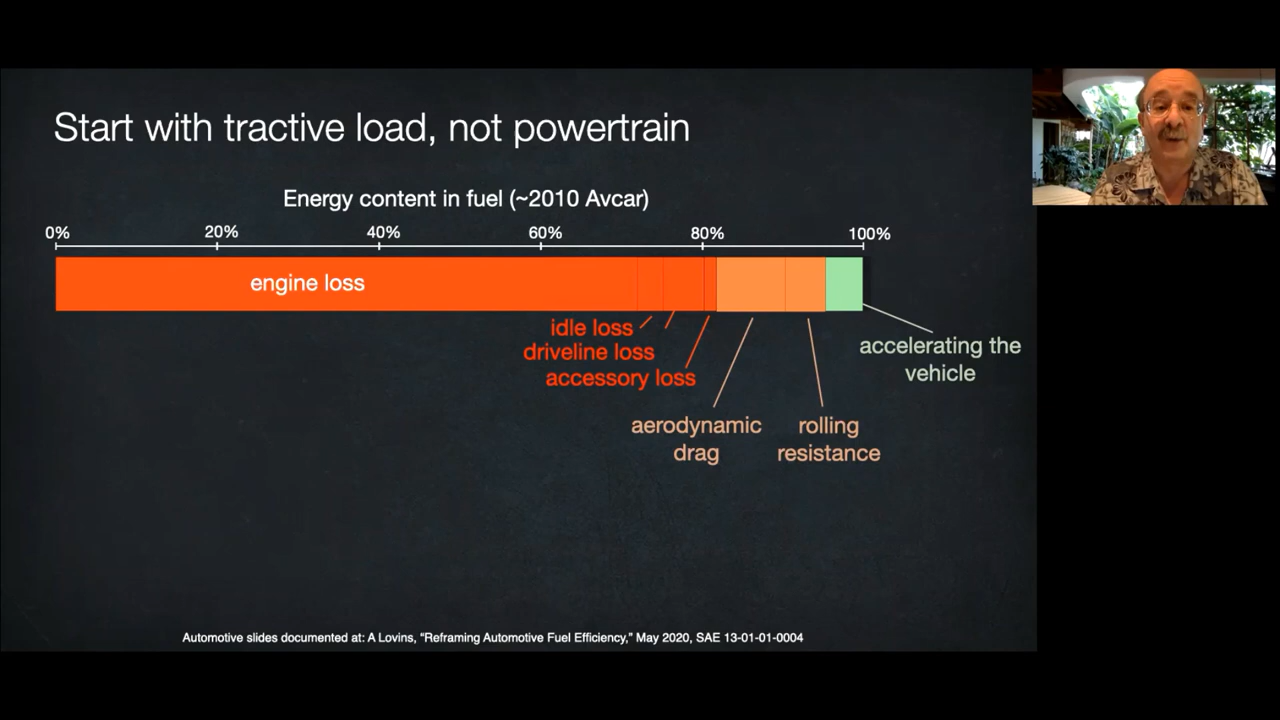 Start with tractive load, not powertrain
Energy content in fuel (~2010 Avcar)
0% 20% 40% 60% 80% 100%
engine loss
idle loss
driveline loss
accessory loss
accelerating the
vehicle
aerodynamic
drag
rolling
resistance
Automotive slides documented at: A Lovins, “Reframing Automotive Fuel Efficiency,” May 2020, SAE 13-01-01-0004